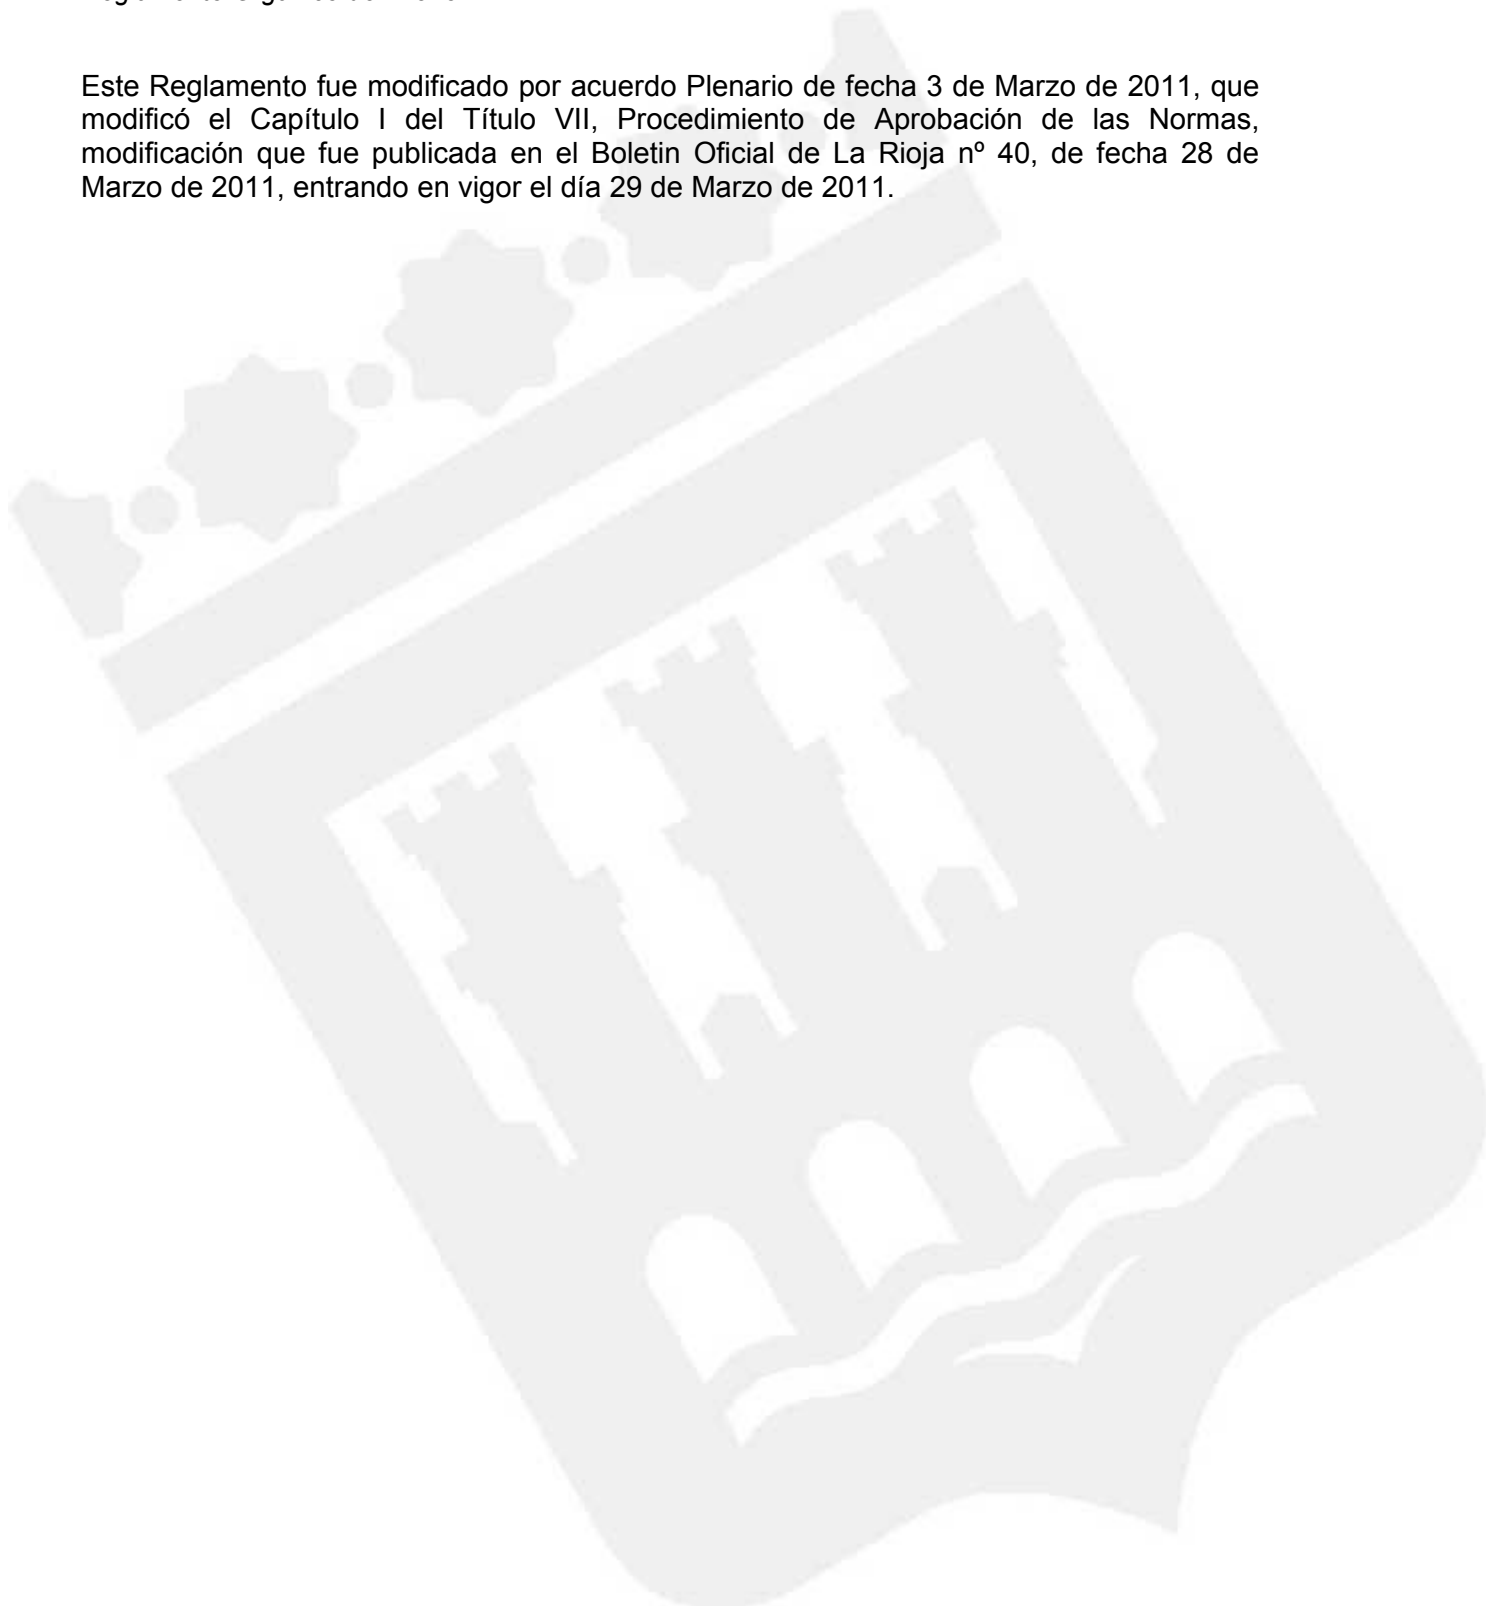 Este Reglamento fue modificado por acuerdo Plenario de fecha 3 de Marzo de 2011, que
modificó el Capítulo I del Título VII, Procedimiento de Aprobación de las Normas,
modificación que fue publicada en el Boletin Oficial de La Rioja nº 40, de fecha 28 de
Marzo de 2011, entrando en vigor el día 29 de Marzo de 2011.